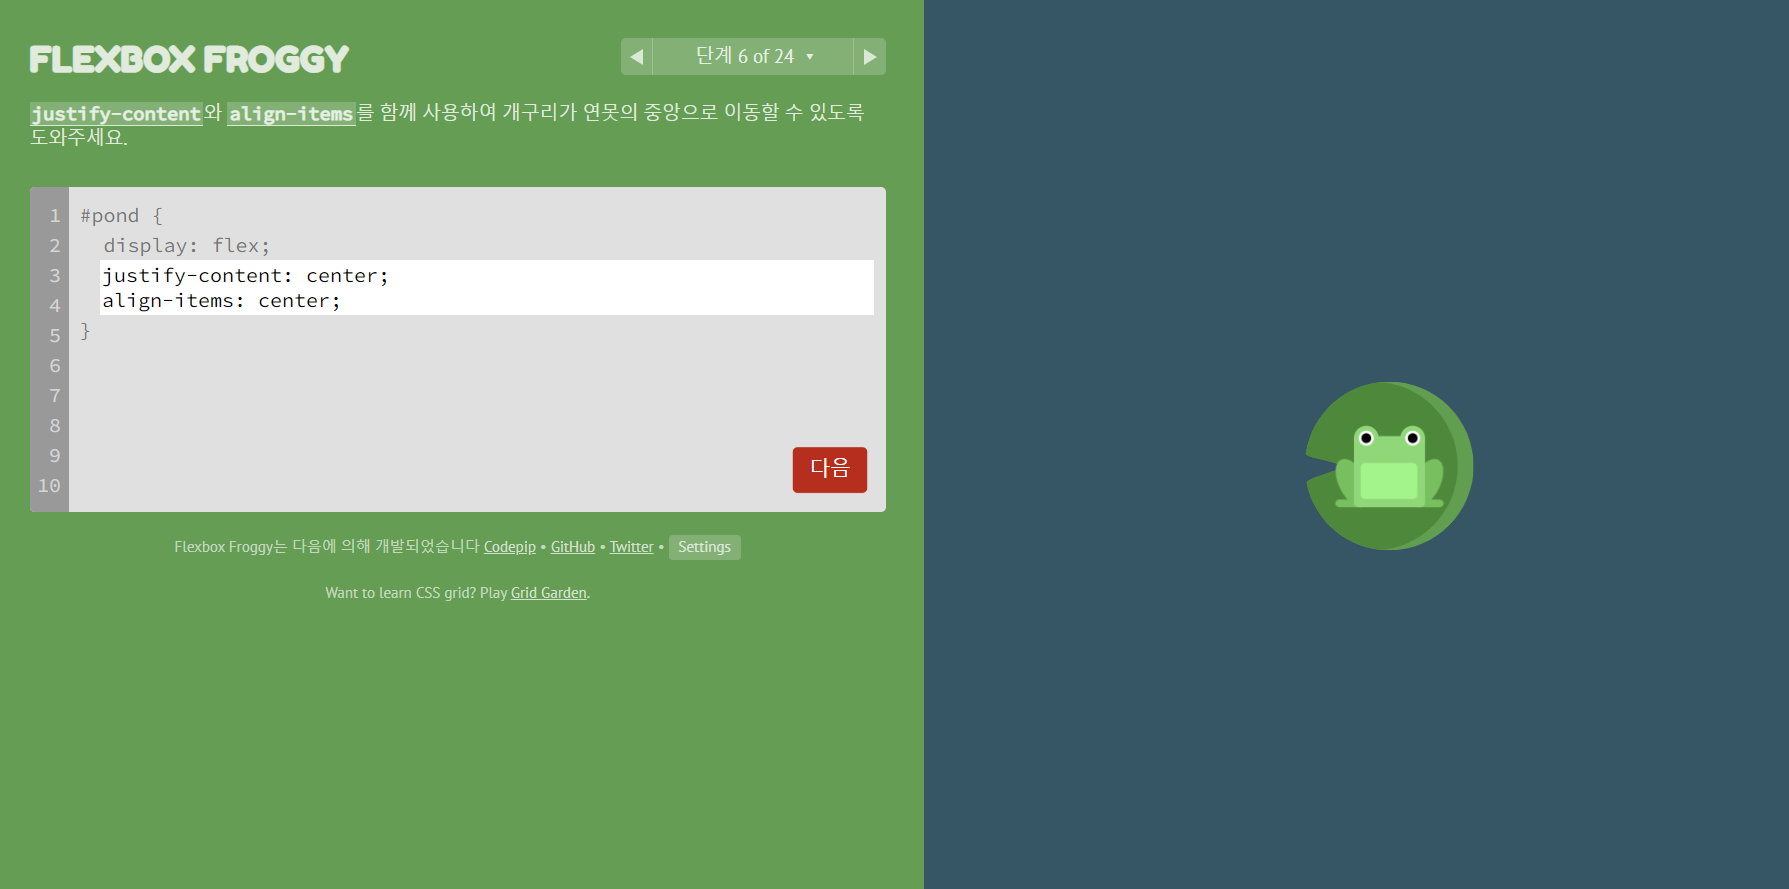 FLEXBOX FROGGY
◀ 단계 6 of 24 ▼ ▶
justify-content와 align-items를 함께 사용하여 개구리가 연못의 중앙으로 이동할 수 있도록
도와주세요.
1 #pond {
2 display: flex;
3 justify-content: center;
4 align-items: center;
5 }
6
7
8
9
10
다음
Flexbox Froggy는 다음에 의해 개발되었습니다 Codepip • GitHub • Twitter • Settings
Want to learn CSS grid? Play Grid Garden.